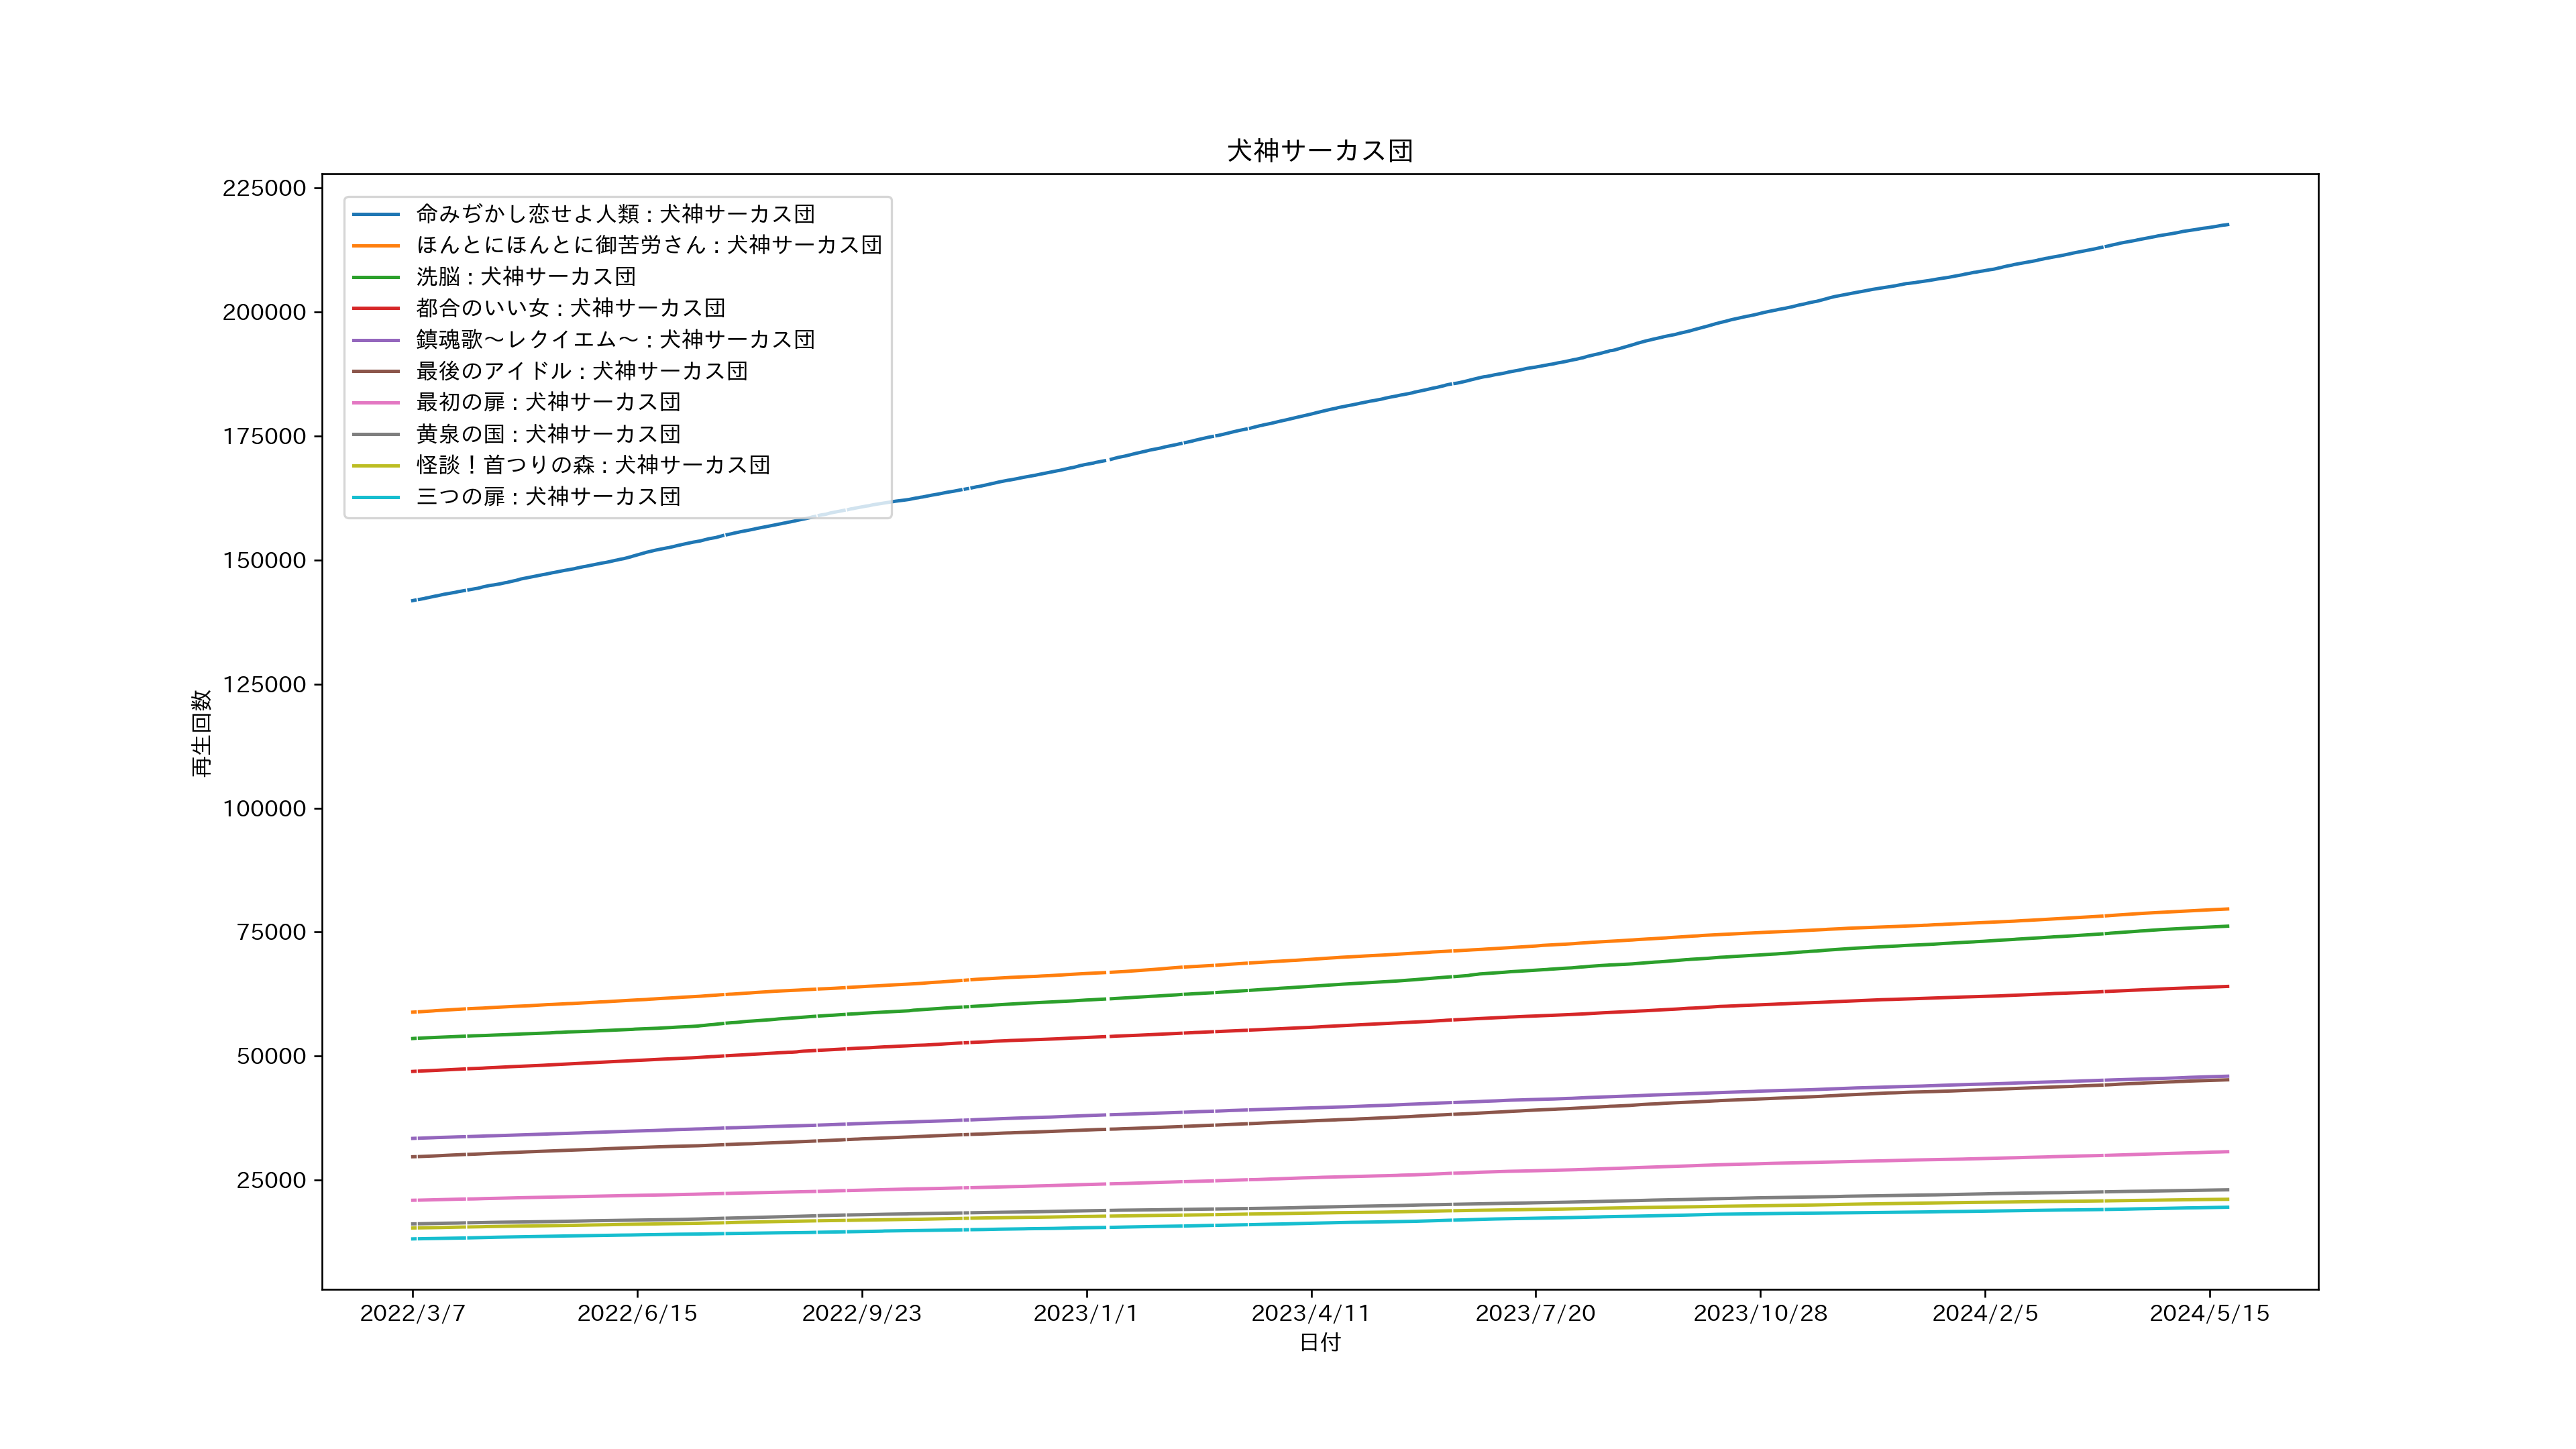 犬神サーカス団
225000
200000
175000
150000
125000
100000
75000
50000
25000
再生回数
命みぢかし恋せよ人類 : 犬神サーカス団
ほんとにほんとに御苦労さん : 犬神サーカス団
洗脳 : 犬神サーカス団
都合のいい女 : 犬神サーカス団
鎮魂歌〜レクイエム〜 : 犬神サーカス団
最後のアイドル : 犬神サーカス団
最初の扉 : 犬神サーカス団
黄泉の国 : 犬神サーカス団
怪談！首つりの森 : 犬神サーカス団
三つの扉 : 犬神サーカス団
2022/3/7 2022/6/15 2022/9/23 2023/1/1 2023/4/11 2023/7/20 2023/10/28 2024/2/5 2024/5/15
日付